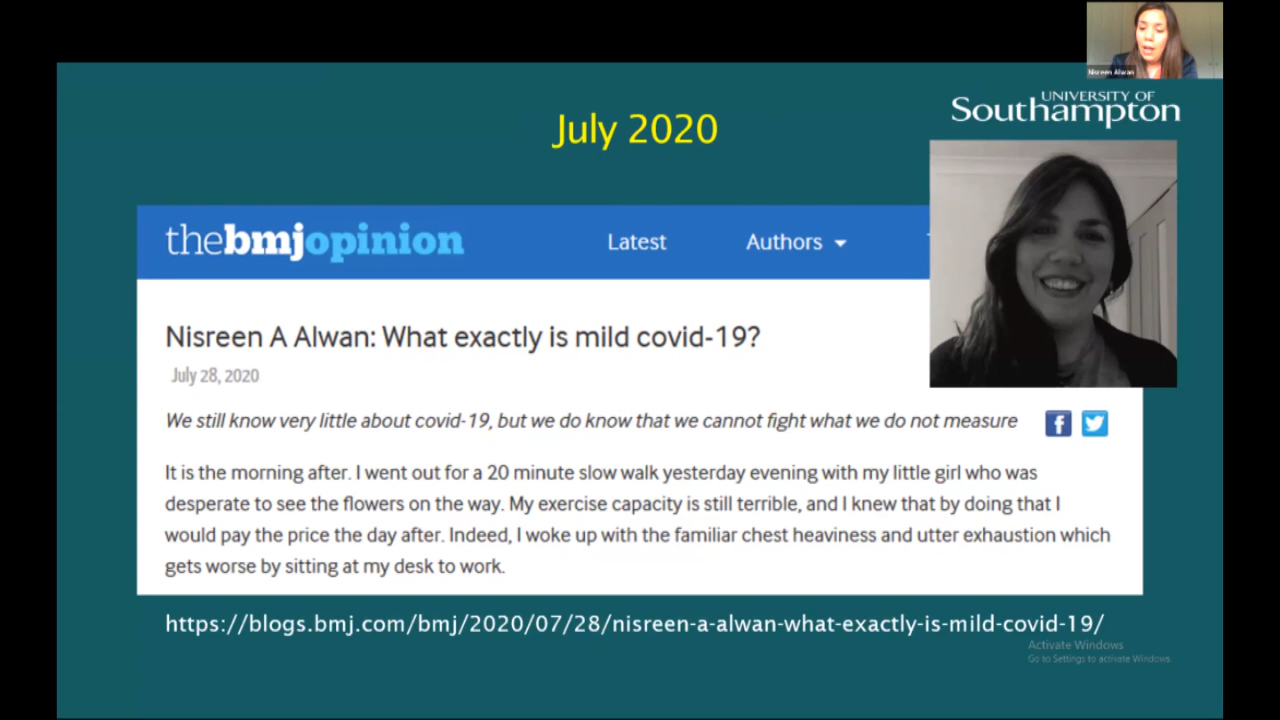 Nisreen Alwan
UNIVERSITY OF
Southampton
July 2020
thebmjopinion
Latest
Authors
Nisreen A Alwan: What exactly is mild covid-19?
July 28, 2020
We still know very little about covid-19, but we do know that we cannot fight what we do not measure
It is the morning after. I went out for a 20 minute slow walk yesterday evening with my little girl who was
desperate to see the flowers on the way. My exercise capacity is still terrible, and I knew that by doing that I
would pay the price the day after. Indeed, I woke up with the familiar chest heaviness and utter exhaustion which
gets worse by sitting at my desk to work.
https://blogs.bmj.com/bmj/2020/07/28/nisreen-a-alwan-what-exactly-is-mild-covid-19/
Activate Windows
Go to Settings to activate Windows.